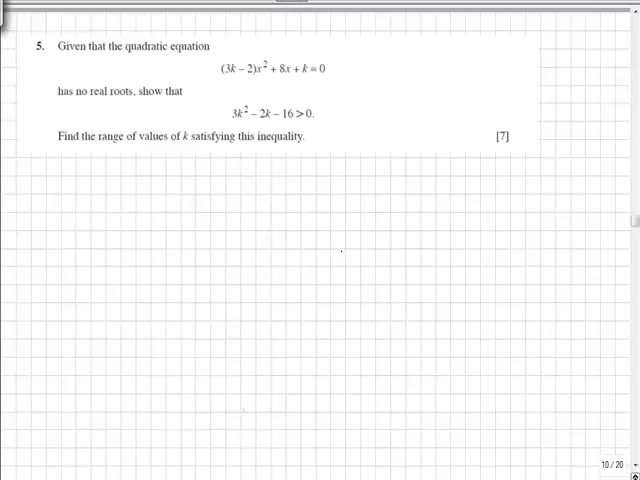 5. Given that the quadratic equation
(3k − 2)x² + 8x + k = 0
has no real roots, show that
3k² − 2k − 16 > 0.
Find the range of values of k satisfying this inequality. [7]
10 / 20